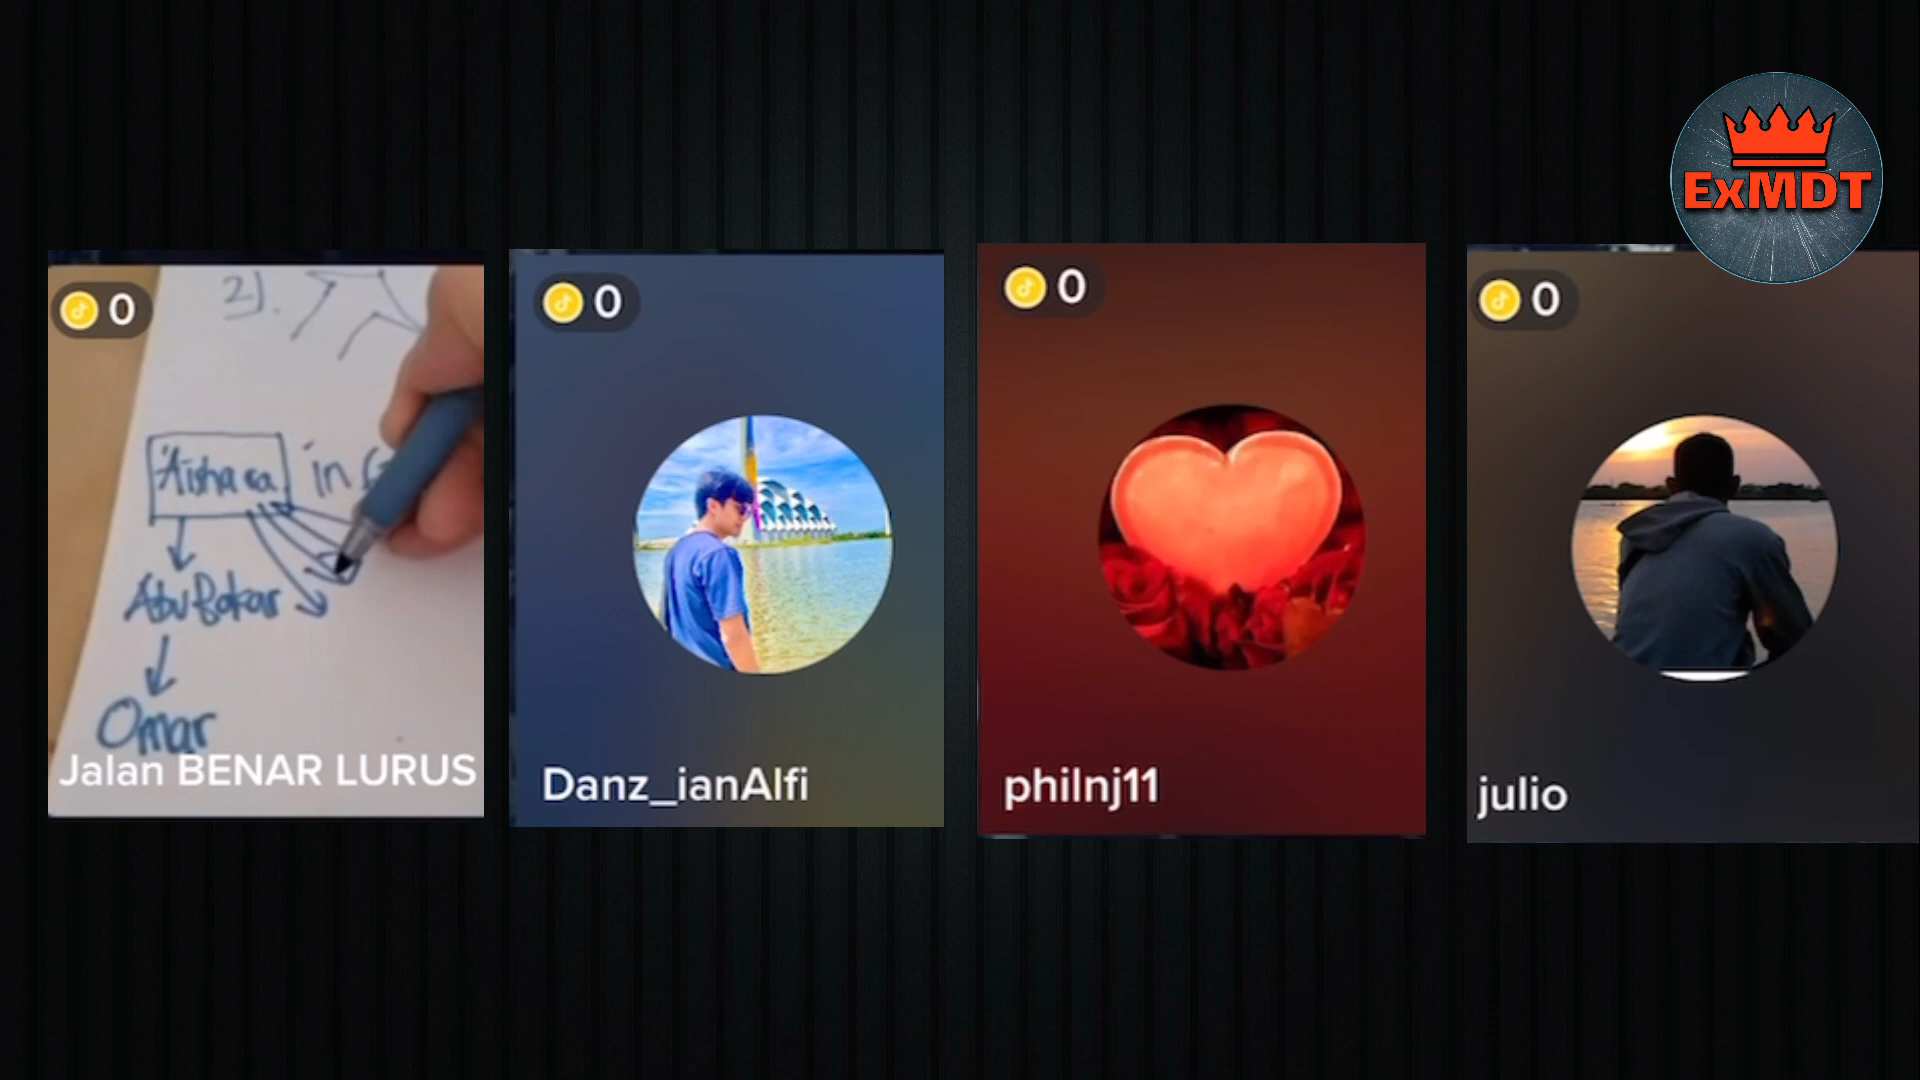 ExMDT
0
2).
'Aisha ra. in
Abu Bakar
Omar
Jalan BENAR LURUS
0
Danz_ianAlfi
0
philnj11
0
julio